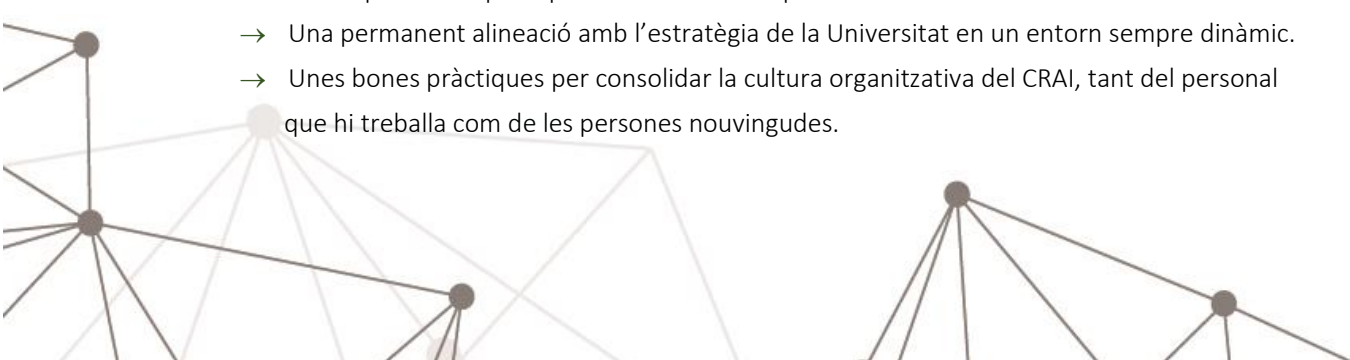 → Una permanent alineació amb l’estratègia de la Universitat en un entorn sempre dinàmic.
→ Unes bones pràctiques per consolidar la cultura organitzativa del CRAI, tant del personal
que hi treballa com de les persones nouvingudes.